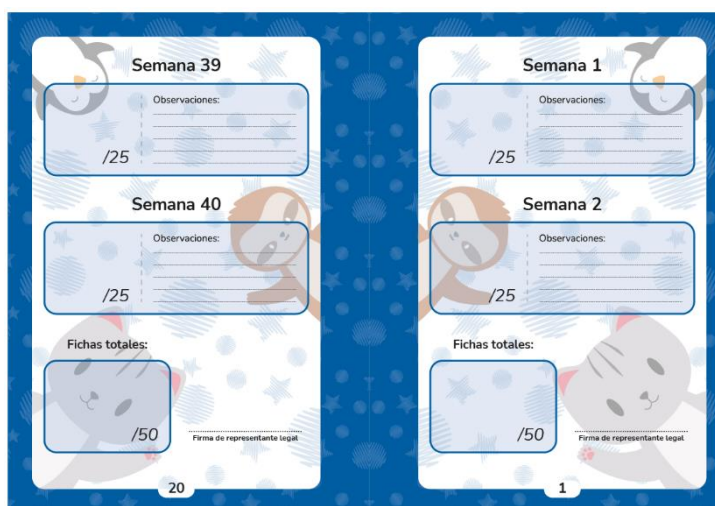 Semana 39
Observaciones:
/25
Semana 40
Observaciones:
/25
Fichas totales:
/50
Firma de representante legal
20
Semana 1
Observaciones:
/25
Semana 2
Observaciones:
/25
Fichas totales:
/50
Firma de representante legal
1